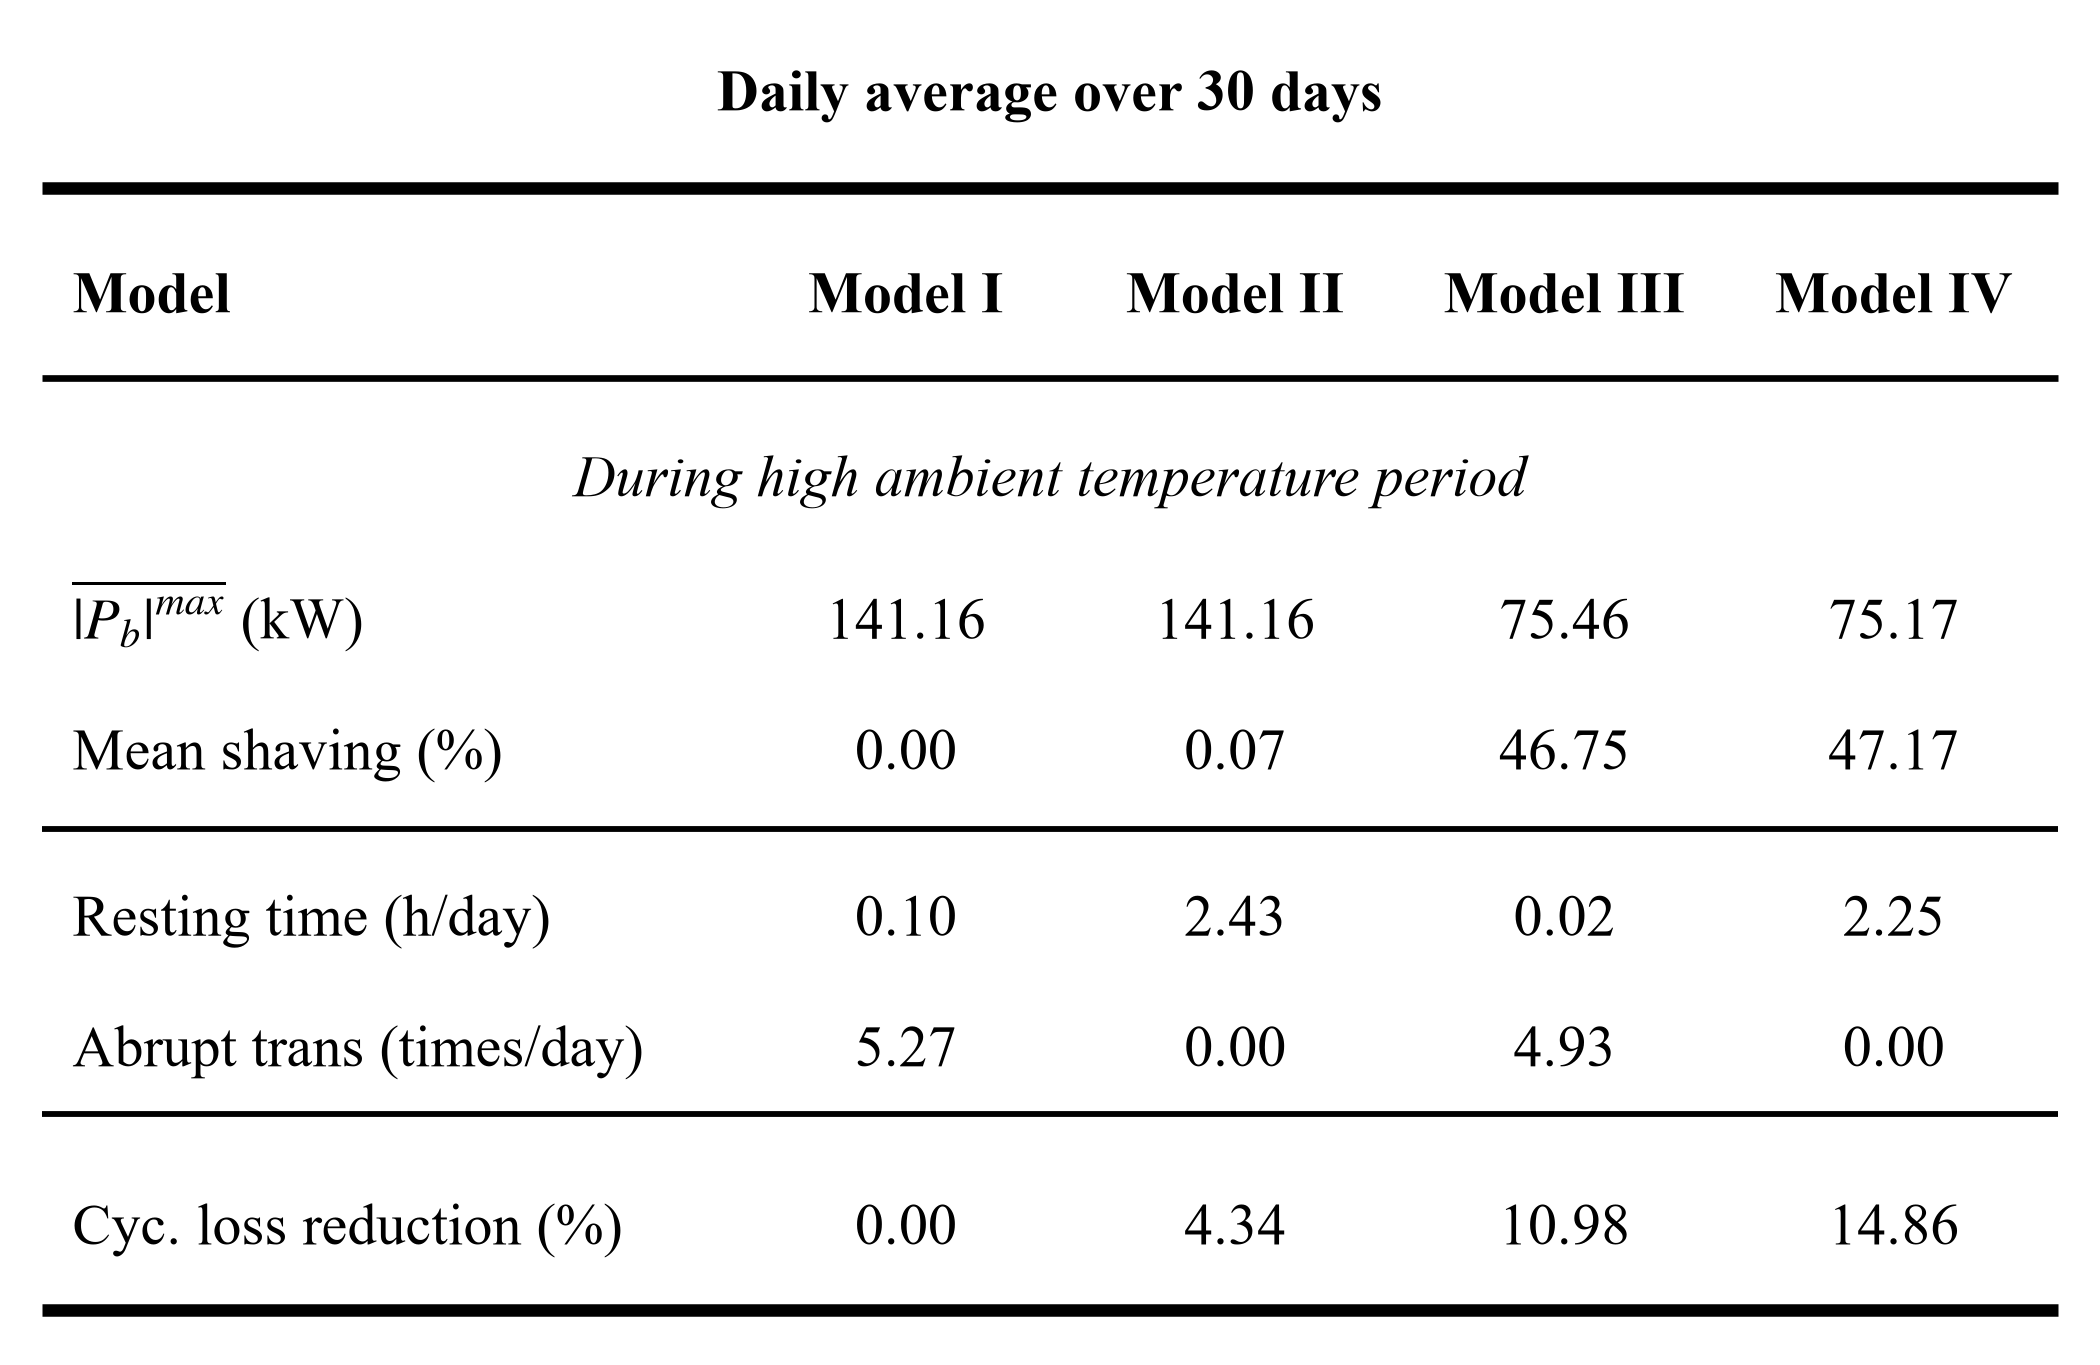 Daily average over 30 days
Model Model I Model II Model III Model IV
During high ambient temperature period
|P_b|^max (kW) 141.16 141.16 75.46 75.17
Mean shaving (%) 0.00 0.07 46.75 47.17
Resting time (h/day) 0.10 2.43 0.02 2.25
Abrupt trans (times/day) 5.27 0.00 4.93 0.00
Cyc. loss reduction (%) 0.00 4.34 10.98 14.86